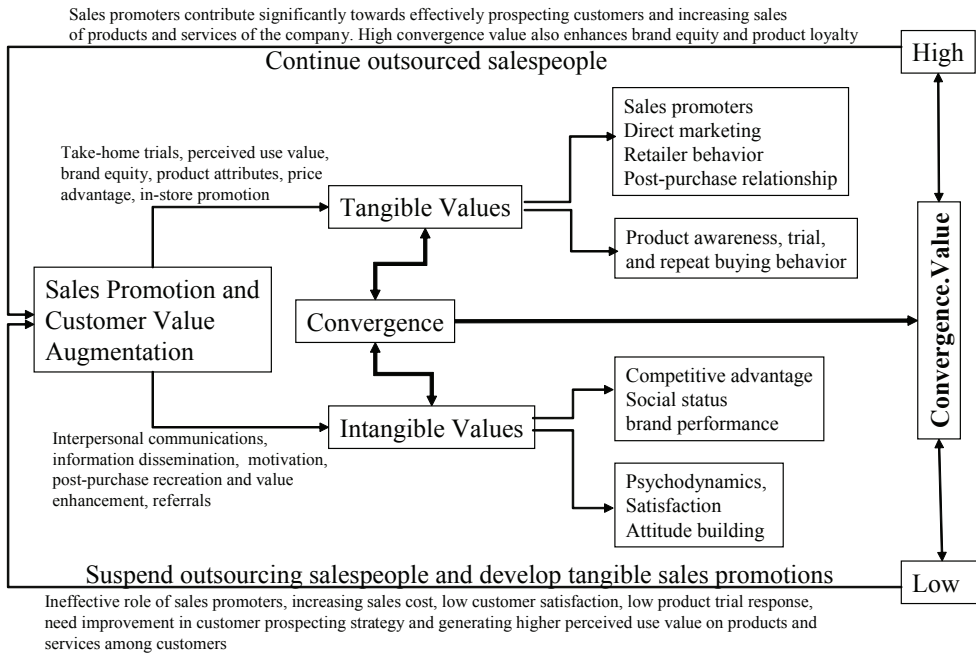 Sales promoters contribute significantly towards effectively prospecting customers and increasing sales
of products and services of the company. High convergence value also enhances brand equity and product loyalty
High
Continue outsourced salespeople
Sales promoters
Direct marketing
Retailer behavior
Post-purchase relationship
Take-home trials, perceived use value,
brand equity, product attributes, price
advantage, in-store promotion
Tangible Values
Product awareness, trial,
and repeat buying behavior
Sales Promotion and
Customer Value
Augmentation
Convergence
Convergence.Value
Competitive advantage
Social status
brand performance
Intangible Values
Interpersonal communications,
information dissemination, motivation,
post-purchase recreation and value
enhancement, referrals
Psychodynamics,
Satisfaction
Attitude building
Low
Suspend outsourcing salespeople and develop tangible sales promotions
Ineffective role of sales promoters, increasing sales cost, low customer satisfaction, low product trial response,
need improvement in customer prospecting strategy and generating higher perceived use value on products and
services among customers